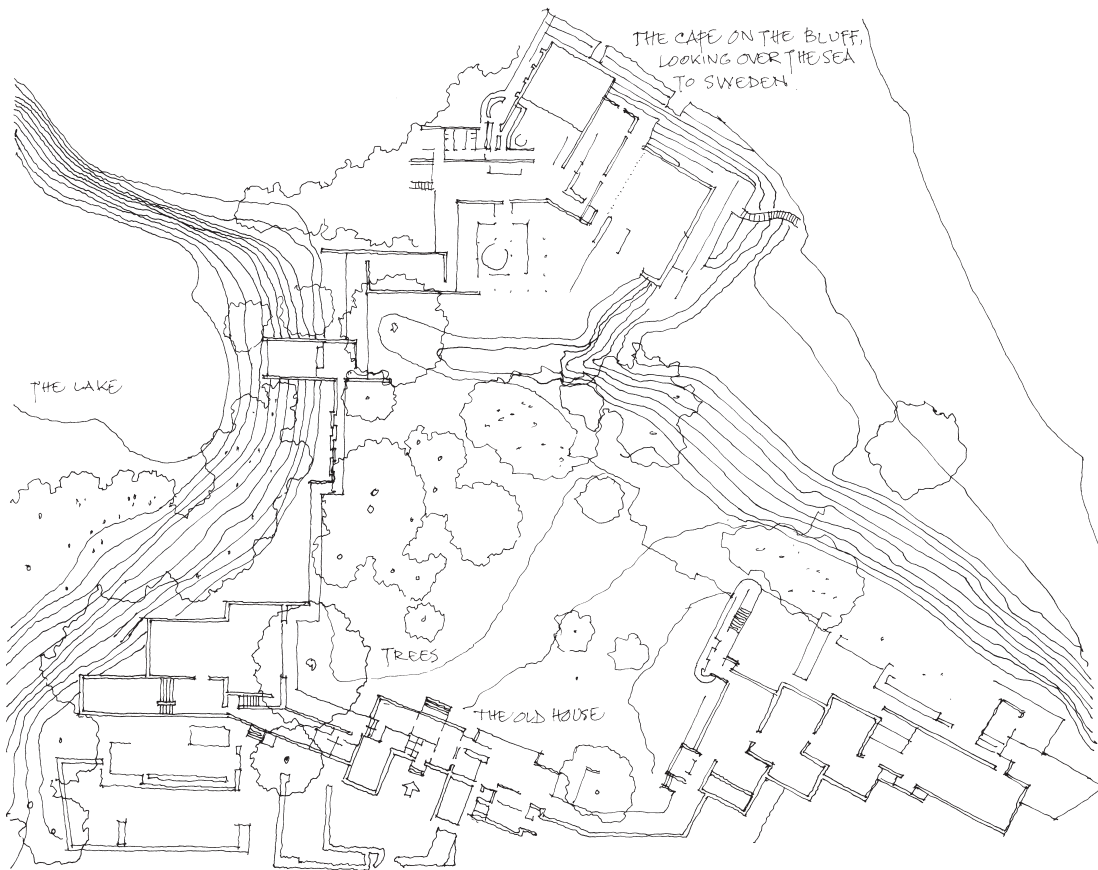 THE CAFE ON THE BLUFF,
LOOKING OVER THE SEA
TO SWEDEN.
THE LAKE
TREES
THE OLD HOUSE